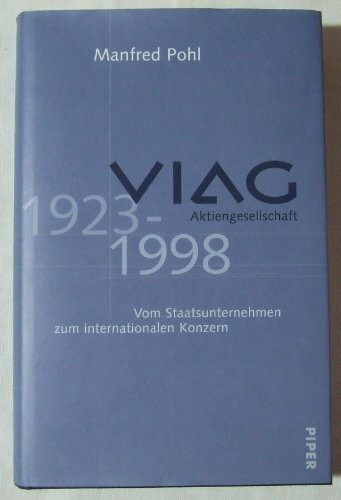 Manfred Pohl
VIAG
Aktiengesellschaft
1923-
1998
Vom Staatsunternehmen
zum internationalen Konzern
PIPER